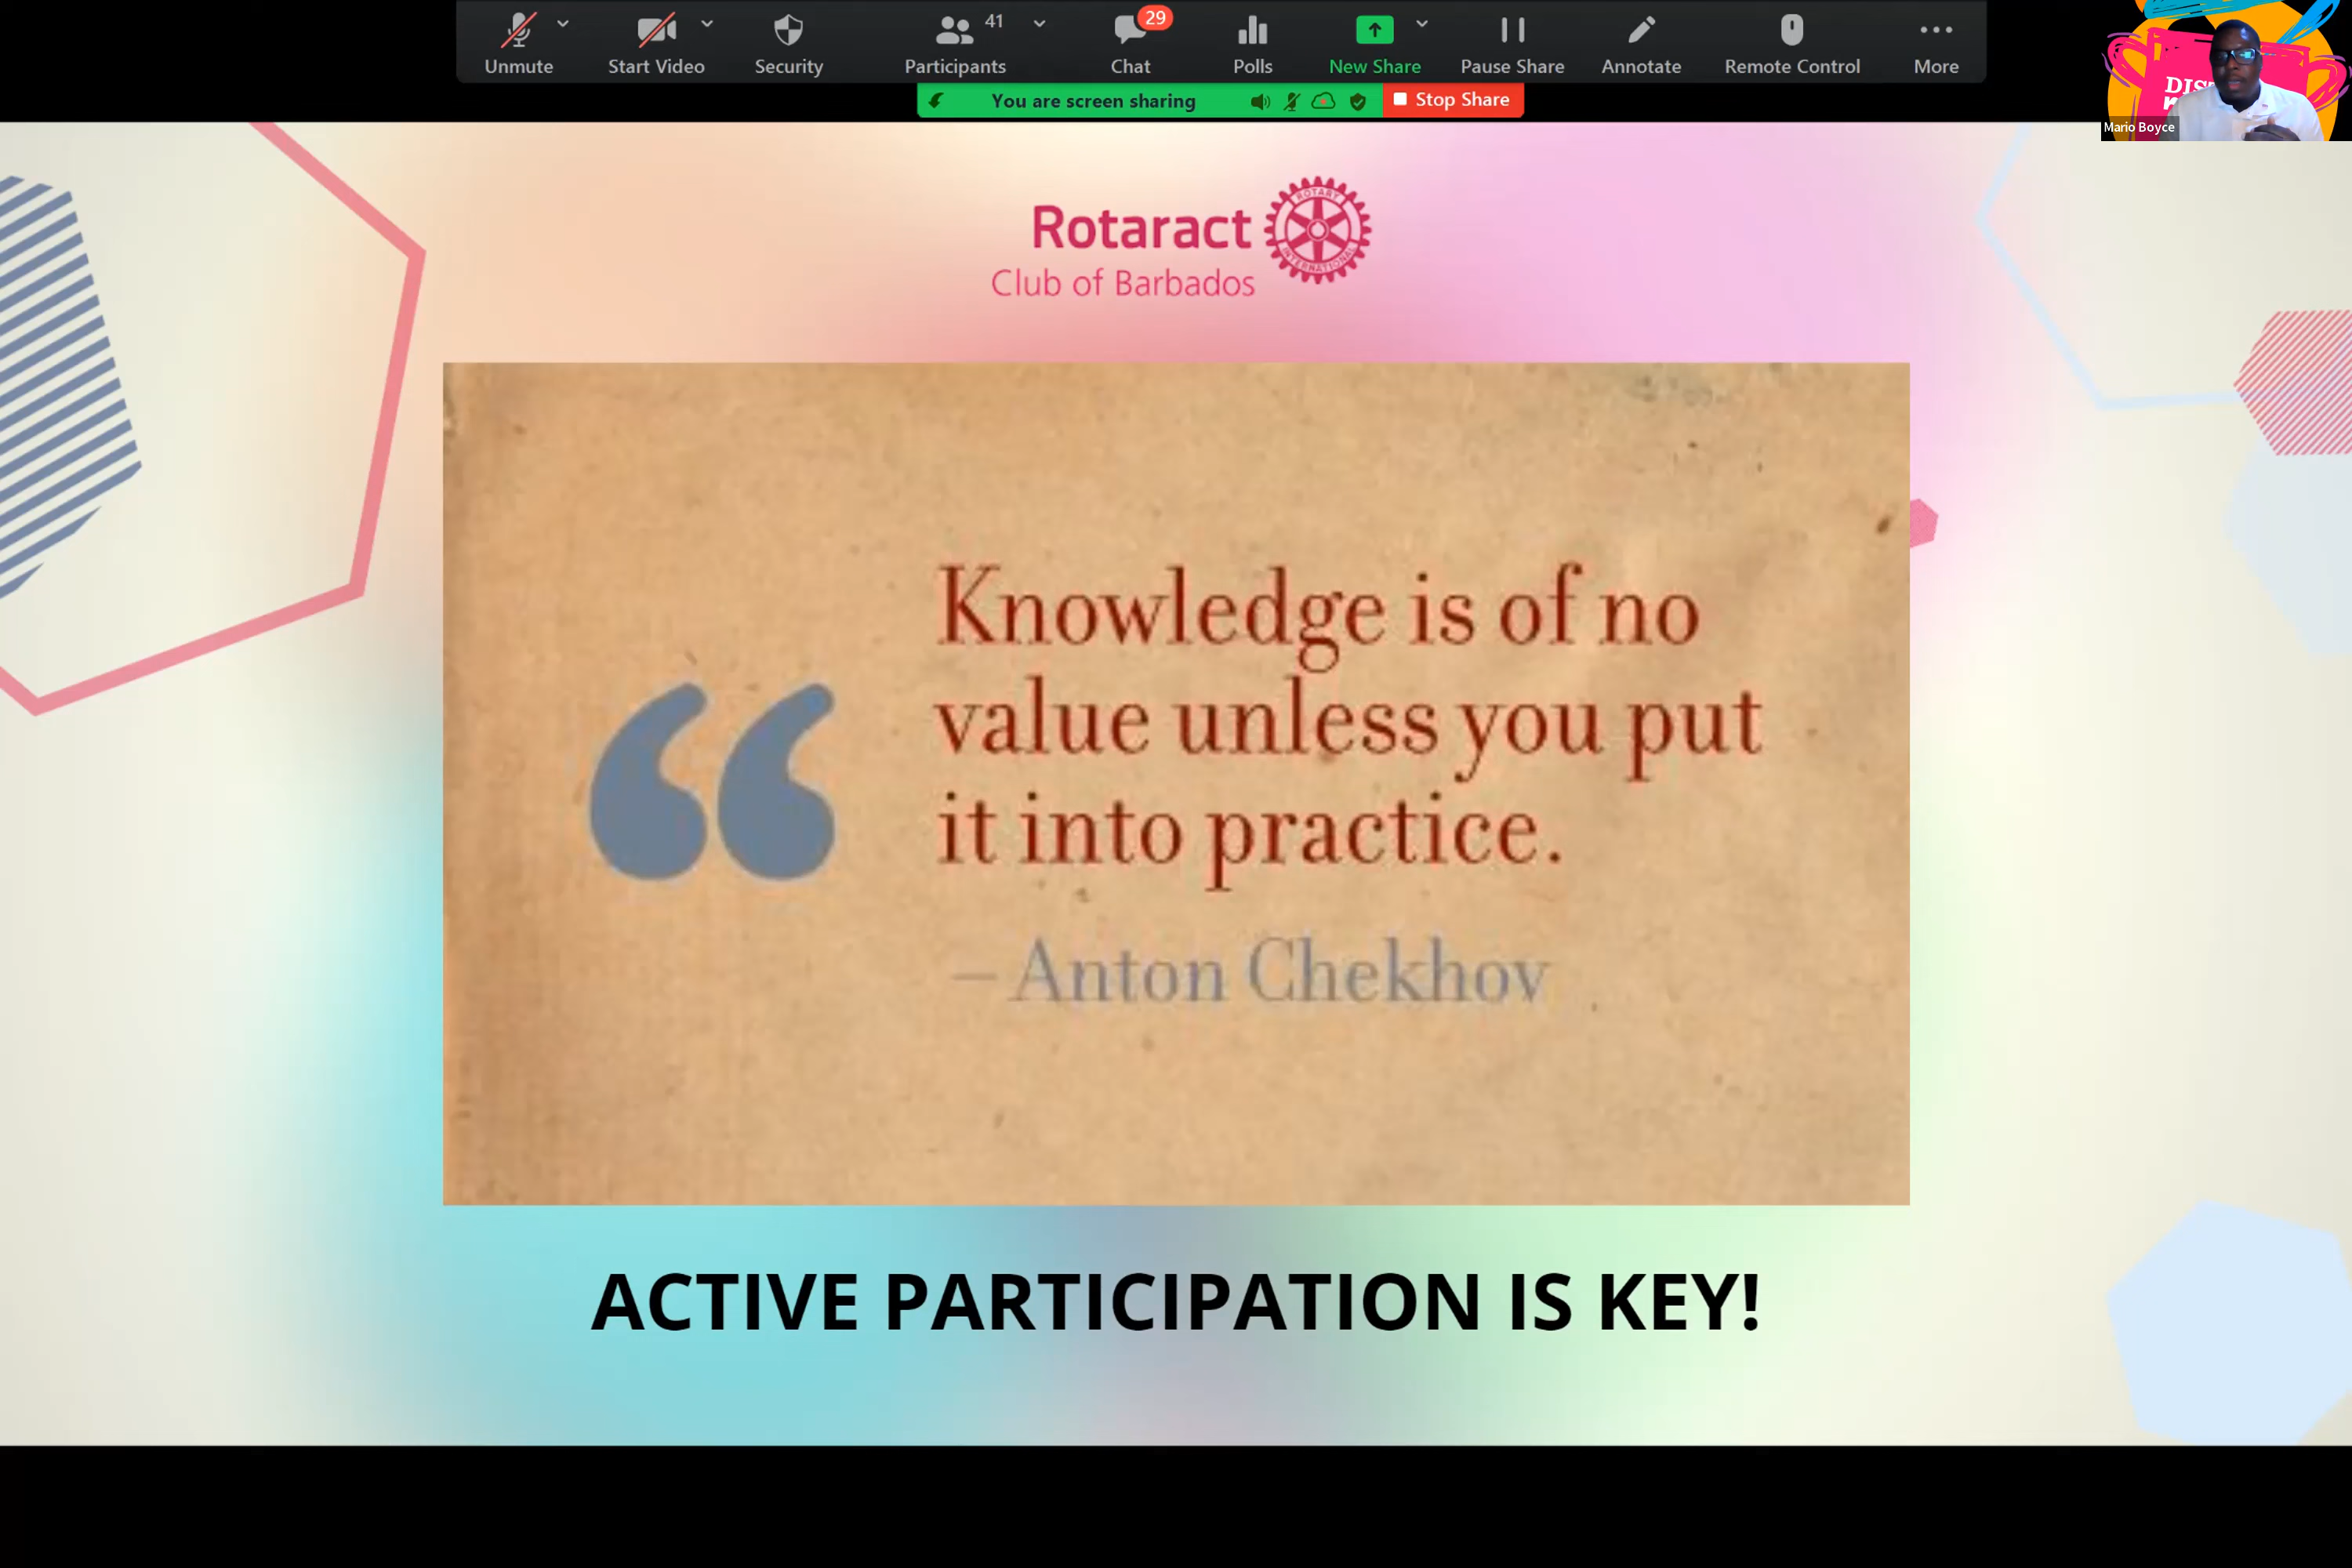 41
29
Unmute
Start Video
Security
Participants
Chat
Polls
New Share
Pause Share
Annotate
Remote Control
More
You are screen sharing
Stop Share
Mario Boyce
Rotaract
Club of Barbados
ROTARY
INTERNATIONAL
Knowledge is of no
value unless you put
it into practice.
– Anton Chekhov
ACTIVE PARTICIPATION IS KEY!